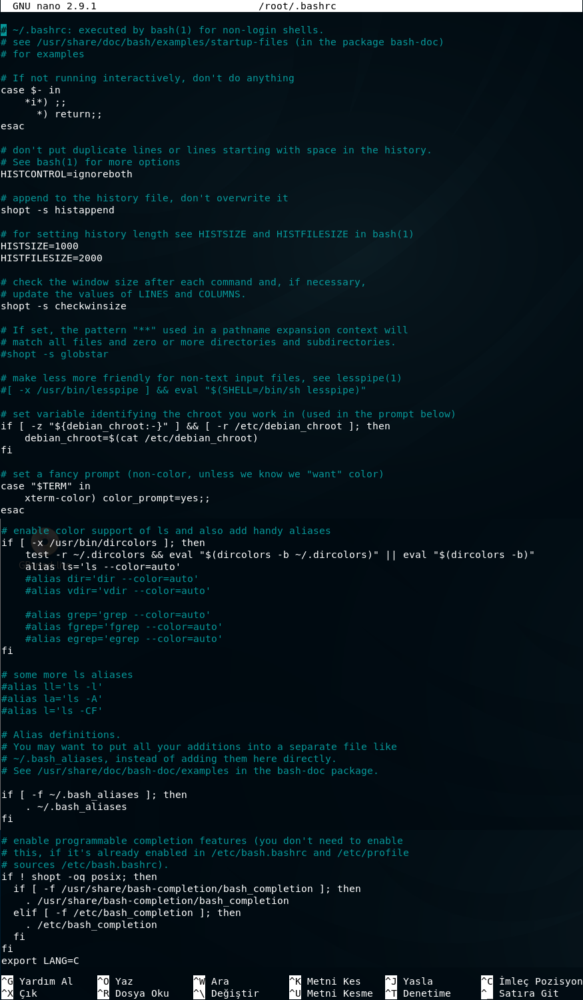 GNU nano 2.9.1 /root/.bashrc
# ~/.bashrc: executed by bash(1) for non-login shells.
# see /usr/share/doc/bash/examples/startup-files (in the package bash-doc)
# for examples
# If not running interactively, don't do anything
case $- in
    *i*) ;;
      *) return;;
esac
# don't put duplicate lines or lines starting with space in the history.
# See bash(1) for more options
HISTCONTROL=ignoreboth
# append to the history file, don't overwrite it
shopt -s histappend
# for setting history length see HISTSIZE and HISTFILESIZE in bash(1)
HISTSIZE=1000
HISTFILESIZE=2000
# check the window size after each command and, if necessary,
# update the values of LINES and COLUMNS.
shopt -s checkwinsize
# If set, the pattern "**" used in a pathname expansion context will
# match all files and zero or more directories and subdirectories.
#shopt -s globstar
# make less more friendly for non-text input files, see lesspipe(1)
#[ -x /usr/bin/lesspipe ] && eval "$(SHELL=/bin/sh lesspipe)"
# set variable identifying the chroot you work in (used in the prompt below)
if [ -z "${debian_chroot:-}" ] && [ -r /etc/debian_chroot ]; then
    debian_chroot=$(cat /etc/debian_chroot)
fi
# set a fancy prompt (non-color, unless we know we "want" color)
case "$TERM" in
    xterm-color) color_prompt=yes;;
esac
# enable color support of ls and also add handy aliases
if [ -x /usr/bin/dircolors ]; then
    test -r ~/.dircolors && eval "$(dircolors -b ~/.dircolors)" || eval "$(dircolors -b)"
    alias ls='ls --color=auto'
    #alias dir='dir --color=auto'
    #alias vdir='vdir --color=auto'
    #alias grep='grep --color=auto'
    #alias fgrep='fgrep --color=auto'
    #alias egrep='egrep --color=auto'
fi
# some more ls aliases
#alias ll='ls -l'
#alias la='ls -A'
#alias l='ls -CF'
# Alias definitions.
# You may want to put all your additions into a separate file like
# ~/.bash_aliases, instead of adding them here directly.
# See /usr/share/doc/bash-doc/examples in the bash-doc package.
if [ -f ~/.bash_aliases ]; then
    . ~/.bash_aliases
fi
# enable programmable completion features (you don't need to enable
# this, if it's already enabled in /etc/bash.bashrc and /etc/profile
# sources /etc/bash.bashrc).
if ! shopt -oq posix; then
  if [ -f /usr/share/bash-completion/bash_completion ]; then
    . /usr/share/bash-completion/bash_completion
  elif [ -f /etc/bash_completion ]; then
    . /etc/bash_completion
  fi
fi
export LANG=C
^G Yardım Al ^O Yaz ^W Ara ^K Metni Kes ^J Yasla ^C İmleç Pozisyon
^X Çık ^R Dosya Oku ^\ Değiştir ^U Metni Kesme ^T Denetime ^_ Satıra Git